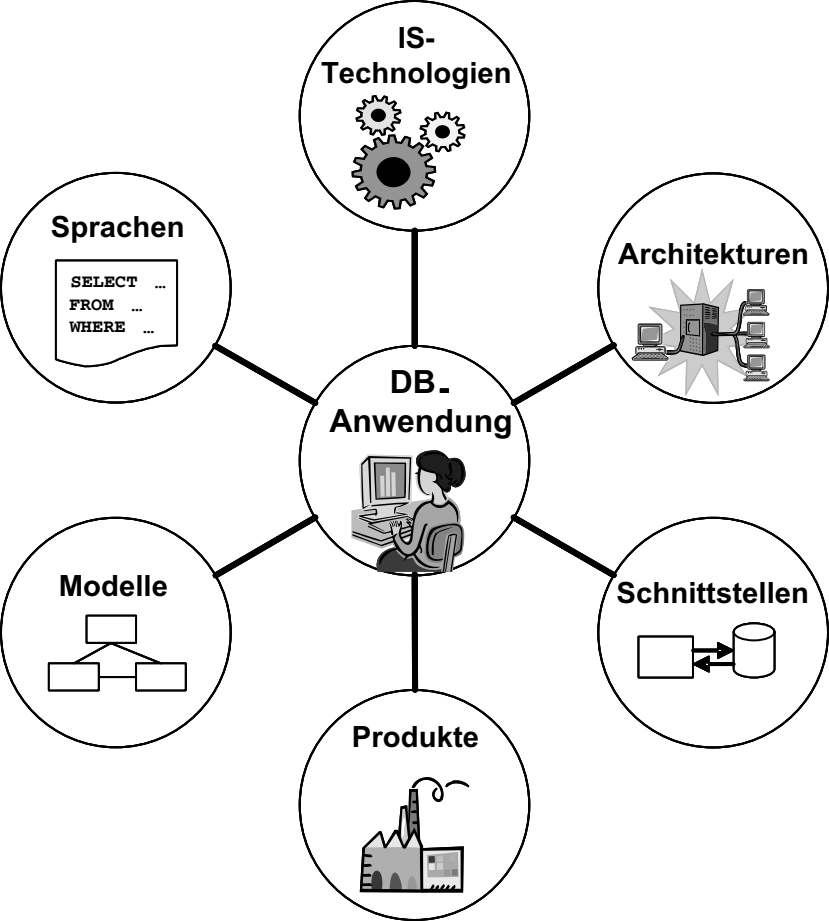 IS-
Technologien
Sprachen
SELECT …
FROM …
WHERE …
Architekturen
DB-
Anwendung
Modelle
Schnittstellen
Produkte